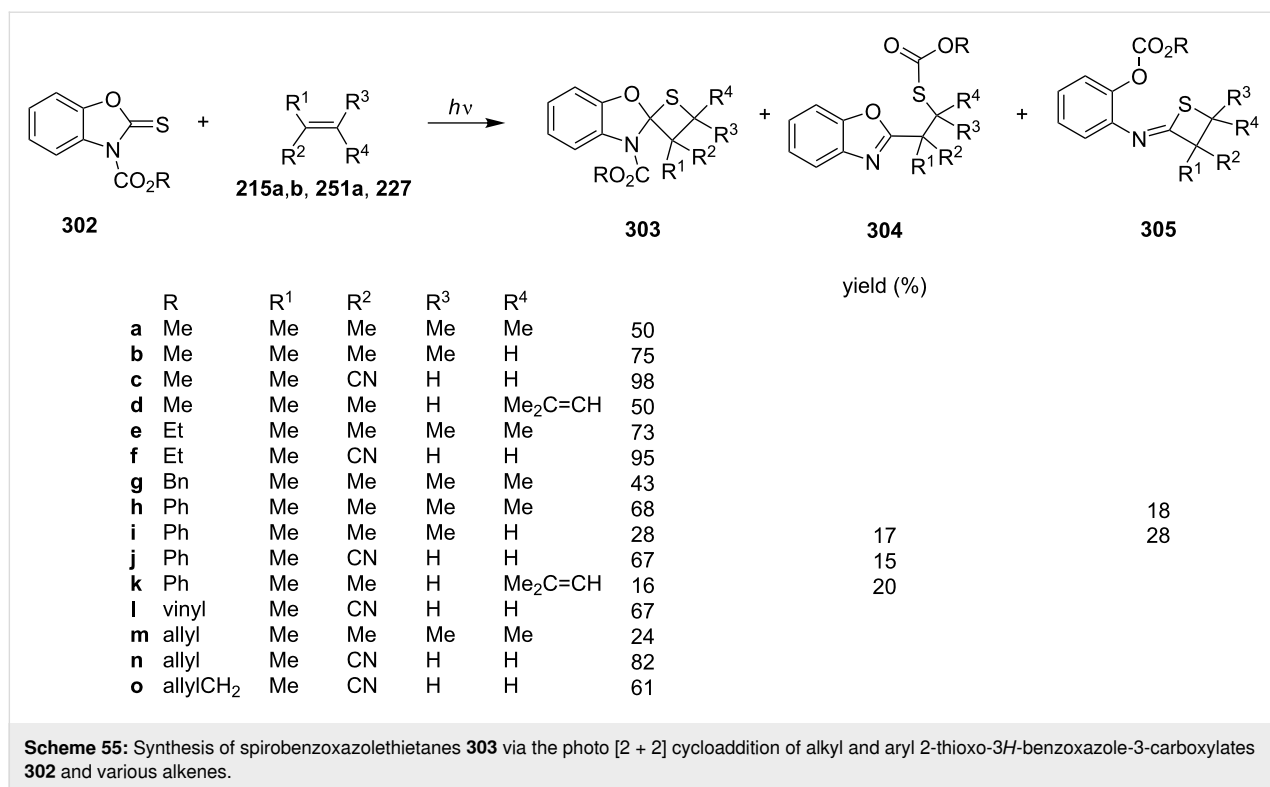 O
S
N
CO₂R
302
+
R¹
R³
R²
R⁴
215a,b, 251a, 227
hν
O
S
R⁴
R³
N
R²
RO₂C
R¹
303
+
O
OR
S
R⁴
O
R³
N
R¹
R²
304
+
CO₂R
O
S
R³
R⁴
N
R²
R¹
305
yield (%)
R R¹ R² R³ R⁴
a Me Me Me Me Me 50
b Me Me Me Me H 75
c Me Me CN H H 98
d Me Me Me H Me₂C=CH 50
e Et Me Me Me Me 73
f Et Me CN H H 95
g Bn Me Me Me Me 43
h Ph Me Me Me Me 68 18
i Ph Me Me Me H 28 17 28
j Ph Me CN H H 67 15
k Ph Me Me H Me₂C=CH 16 20
l vinyl Me CN H H 67
m allyl Me Me Me Me 24
n allyl Me CN H H 82
o allylCH₂ Me CN H H 61
Scheme 55: Synthesis of spirobenzoxazolethietanes 303 via the photo [2 + 2] cycloaddition of alkyl and aryl 2-thioxo-3H-benzoxazole-3-carboxylates
302 and various alkenes.